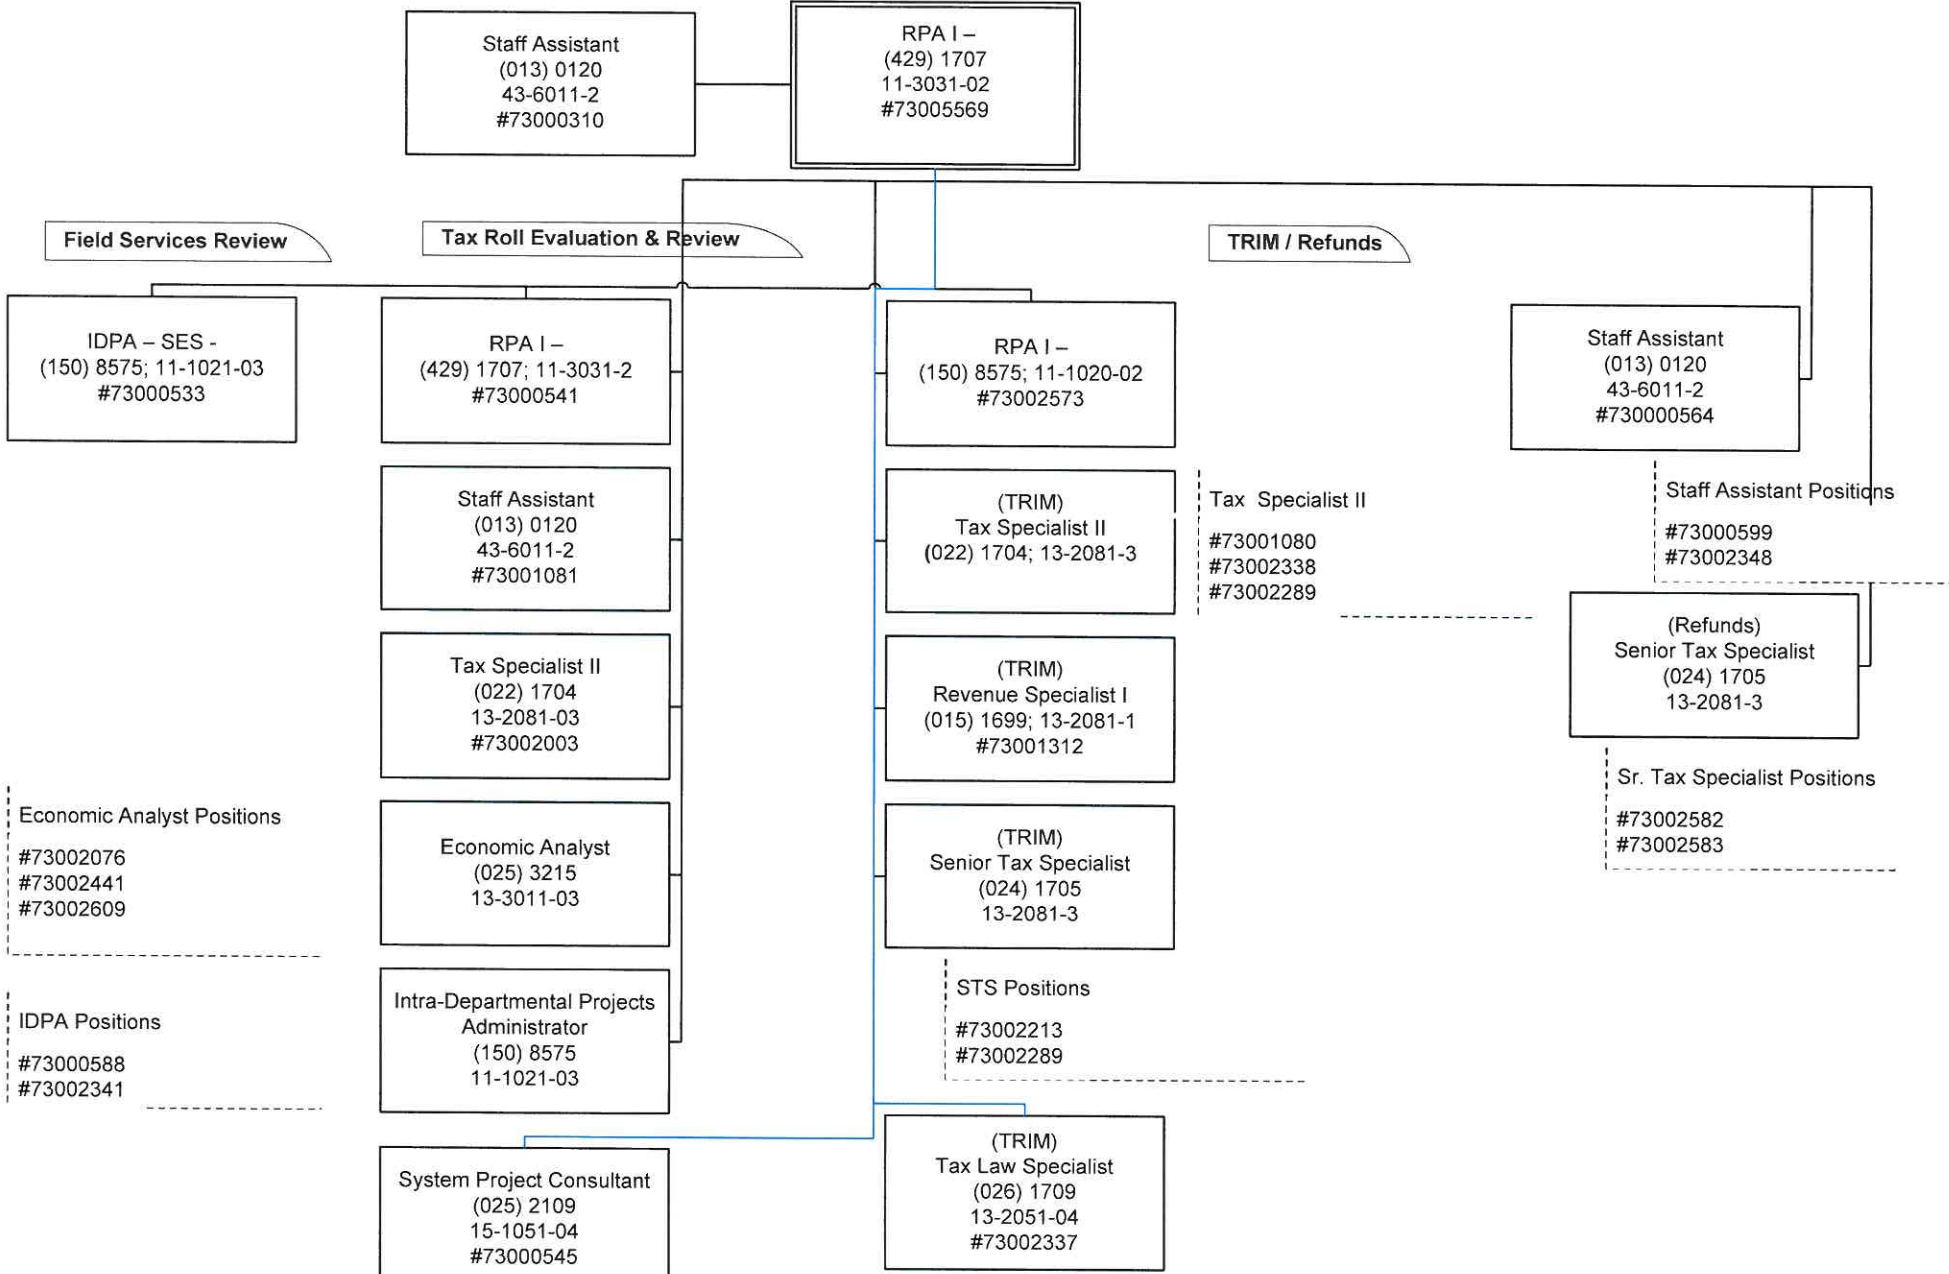 Staff Assistant
(013) 0120
43-6011-2
#73000310
RPA I –
(429) 1707
11-3031-02
#73005569
Field Services Review
Tax Roll Evaluation & Review
TRIM / Refunds
IDPA – SES -
(150) 8575; 11-1021-03
#73000533
RPA I –
(429) 1707; 11-3031-2
#73000541
RPA I –
(150) 8575; 11-1020-02
#73002573
Staff Assistant
(013) 0120
43-6011-2
#730000564
Staff Assistant
(013) 0120
43-6011-2
#73001081
(TRIM)
Tax Specialist II
(022) 1704; 13-2081-3
Tax Specialist II
#73001080
#73002338
#73002289
Staff Assistant Positions
#73000599
#73002348
Tax Specialist II
(022) 1704
13-2081-03
#73002003
(TRIM)
Revenue Specialist I
(015) 1699; 13-2081-1
#73001312
(Refunds)
Senior Tax Specialist
(024) 1705
13-2081-3
Sr. Tax Specialist Positions
#73002582
#73002583
Economic Analyst Positions
#73002076
#73002441
#73002609
Economic Analyst
(025) 3215
13-3011-03
(TRIM)
Senior Tax Specialist
(024) 1705
13-2081-3
IDPA Positions
#73000588
#73002341
Intra-Departmental Projects
Administrator
(150) 8575
11-1021-03
STS Positions
#73002213
#73002289
System Project Consultant
(025) 2109
15-1051-04
#73000545
(TRIM)
Tax Law Specialist
(026) 1709
13-2051-04
#73002337